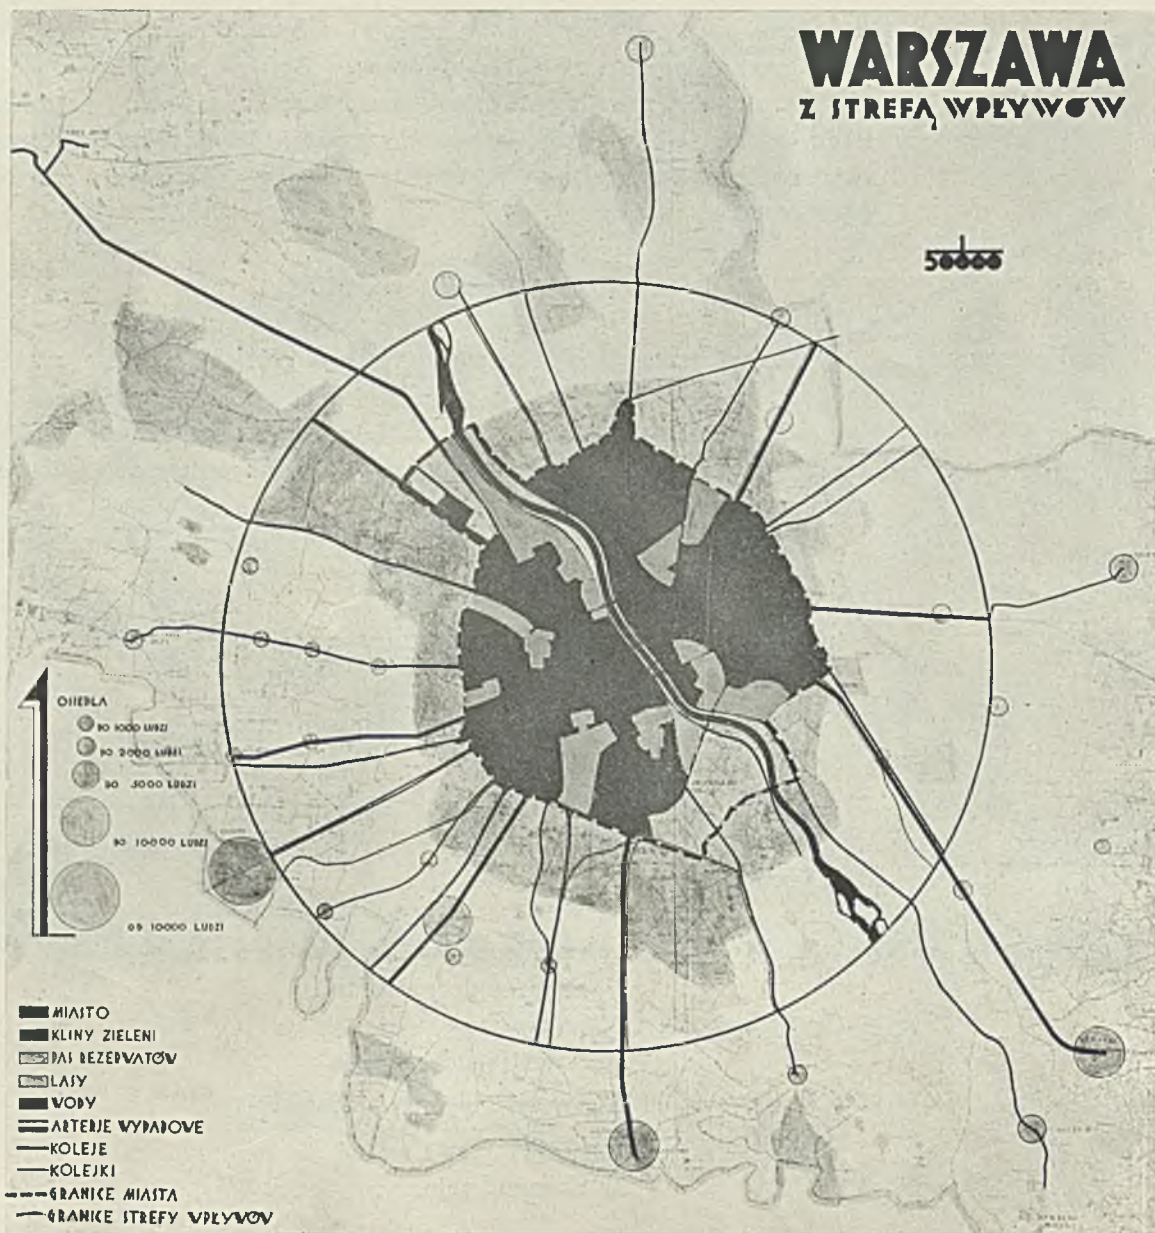 WARSZAWA
Z STREFĄ WPŁYWÓW
50000
OSIEDLA
DO 1000 LUDZI
DO 2000 LUDZI
DO 5000 LUDZI
DO 10000 LUDZI
OD 10000 LUDZI
MIASTO
KLINY ZIELENI
PAS REZERWATÓW
LASY
WODY
ARTERJE WYPADOWE
KOLEJE
KOLEJKI
GRANICE MIASTA
GRANICE STREFY WPŁYWÓW